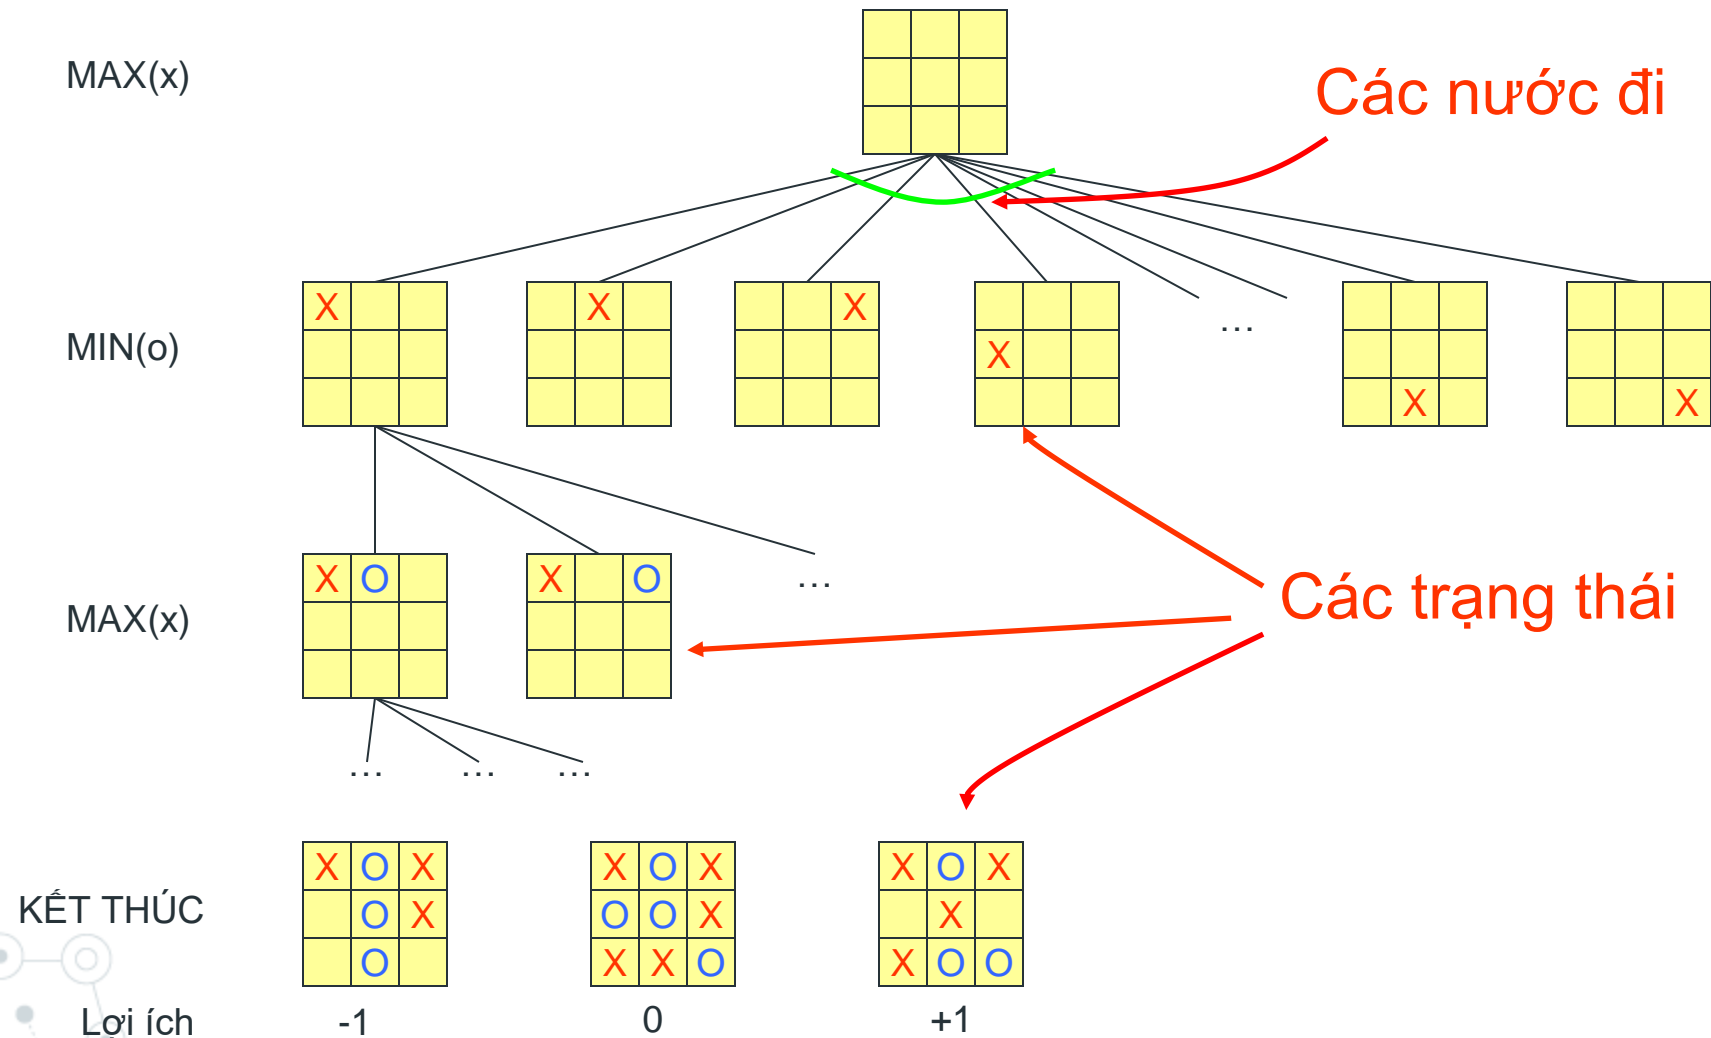 MAX(x)
Các nước đi
MIN(o)
X
X
X
X
...
X
X
MAX(x)
X O
X O
...
Các trạng thái
... ... ...
KẾT THÚC
X O X
O X
O
X O X
O O X
X X O
X O X
X
X O O
Lợi ích
-1
0
+1